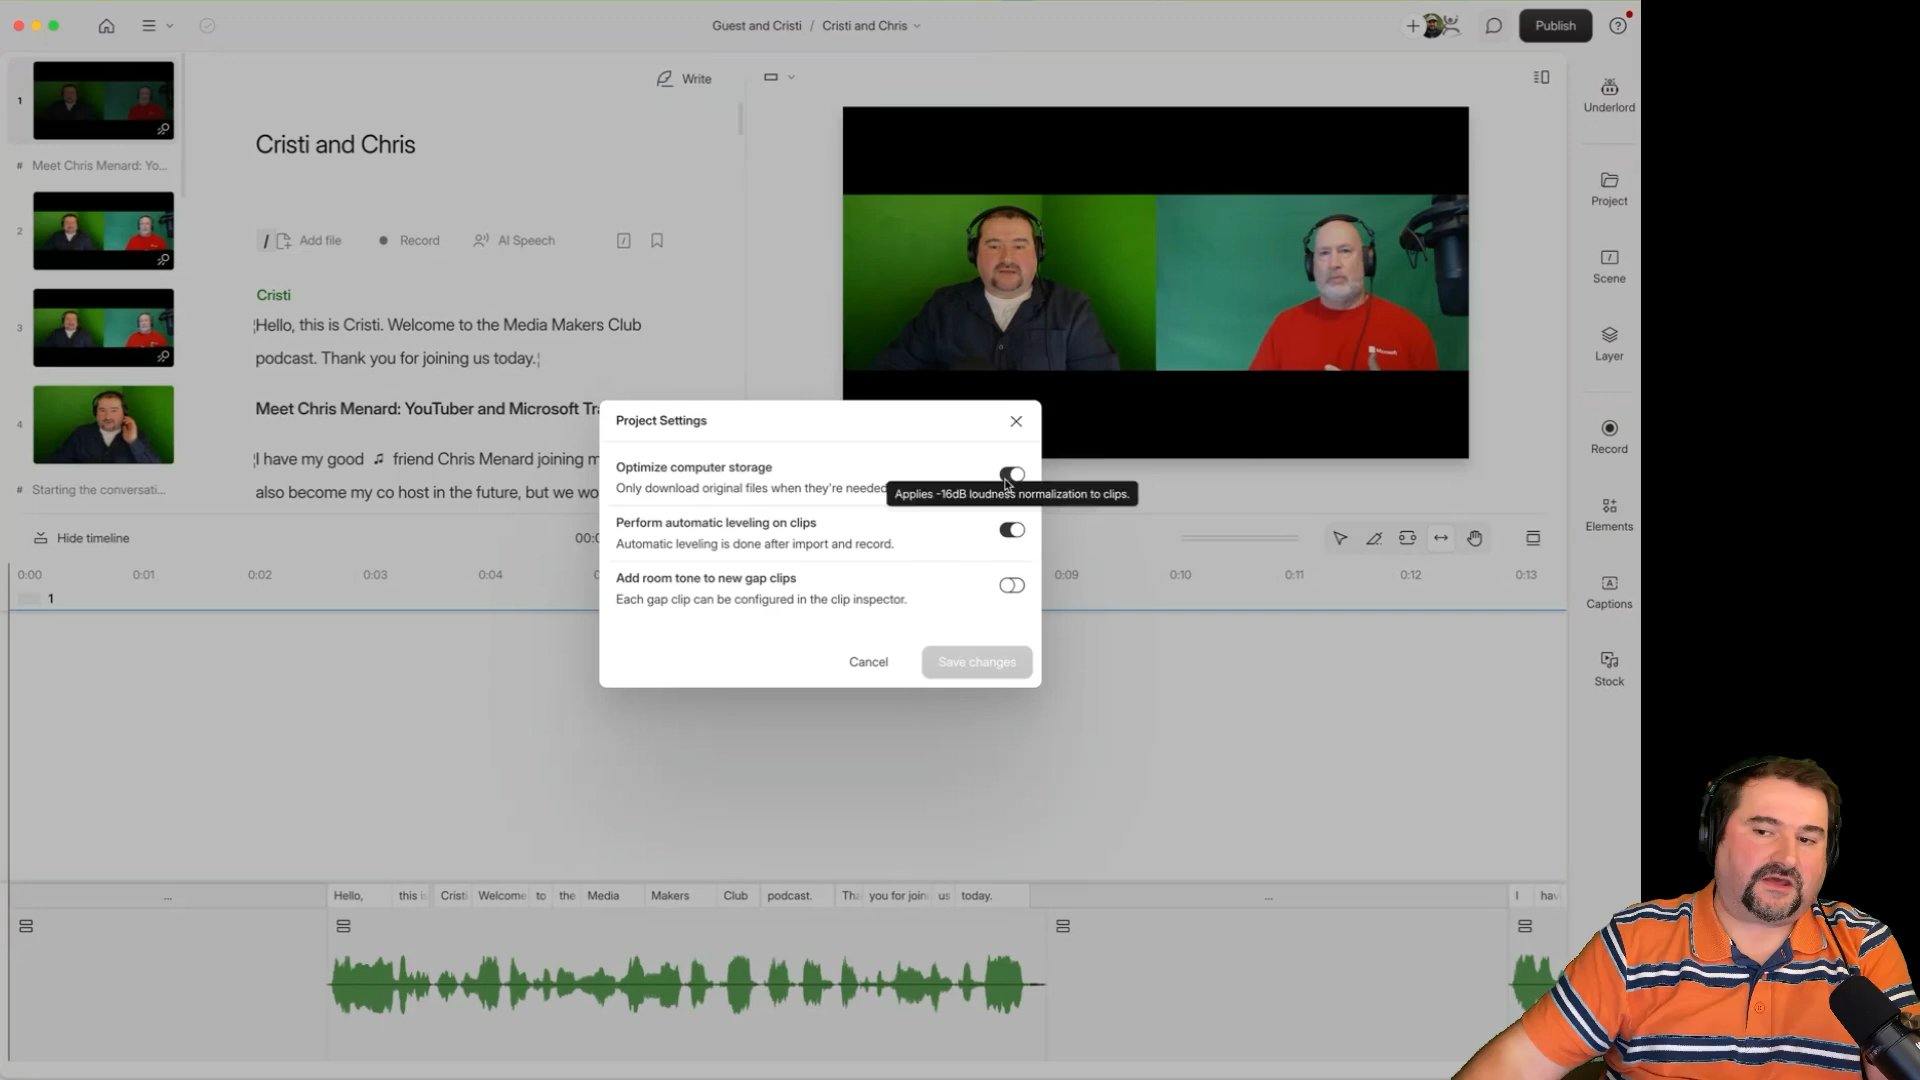 Guest and Cristi / Cristi and Chris
Publish
1
# Meet Chris Menard: Yo...
2
3
4
# Starting the conversati...
Write
Cristi and Chris
/ Add file
Record
AI Speech
Cristi
Hello, this is Cristi. Welcome to the Media Makers Club
podcast. Thank you for joining us today.
Meet Chris Menard: YouTuber and Microsoft Tr
I have my good friend Chris Menard joining m
also become my co host in the future, but we wo
Microsoft
Underlord
Project
Scene
Layer
Record
Elements
Captions
Stock
Project Settings
Optimize computer storage
Only download original files when they're needed
Applies -16dB loudness normalization to clips.
Perform automatic leveling on clips
Automatic leveling is done after import and record.
Add room tone to new gap clips
Each gap clip can be configured in the clip inspector.
Cancel
Save changes
Hide timeline
00:0
0:00 0:01 0:02 0:03 0:04 0:09 0:10 0:11 0:12 0:13
1
... Hello, this is Cristi Welcome to the Media Makers Club podcast. Tha you for join us today. ... I hav